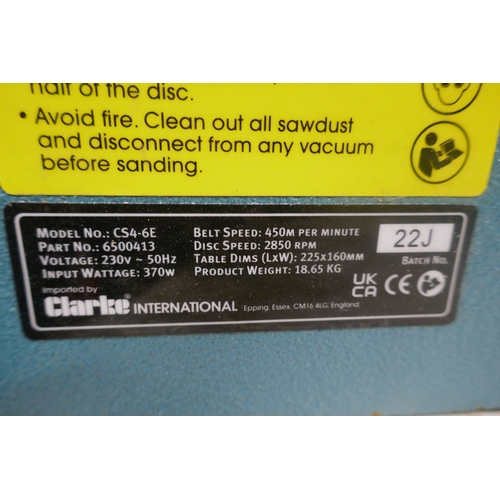 half of the disc.
• Avoid fire. Clean out all sawdust
and disconnect from any vacuum
before sanding.
MODEL NO.: CS4-6E
PART NO.: 6500413
VOLTAGE: 230V ~ 50HZ
INPUT WATTAGE: 370W
BELT SPEED: 450M PER MINUTE
DISC SPEED: 2850 RPM
TABLE DIMS (LXW): 225X160MM
PRODUCT WEIGHT: 18.65 KG
22J
BATCH NO.
Imported by
Clarke® INTERNATIONAL Epping, Essex, CM16 4LG, England
UK
CA CE